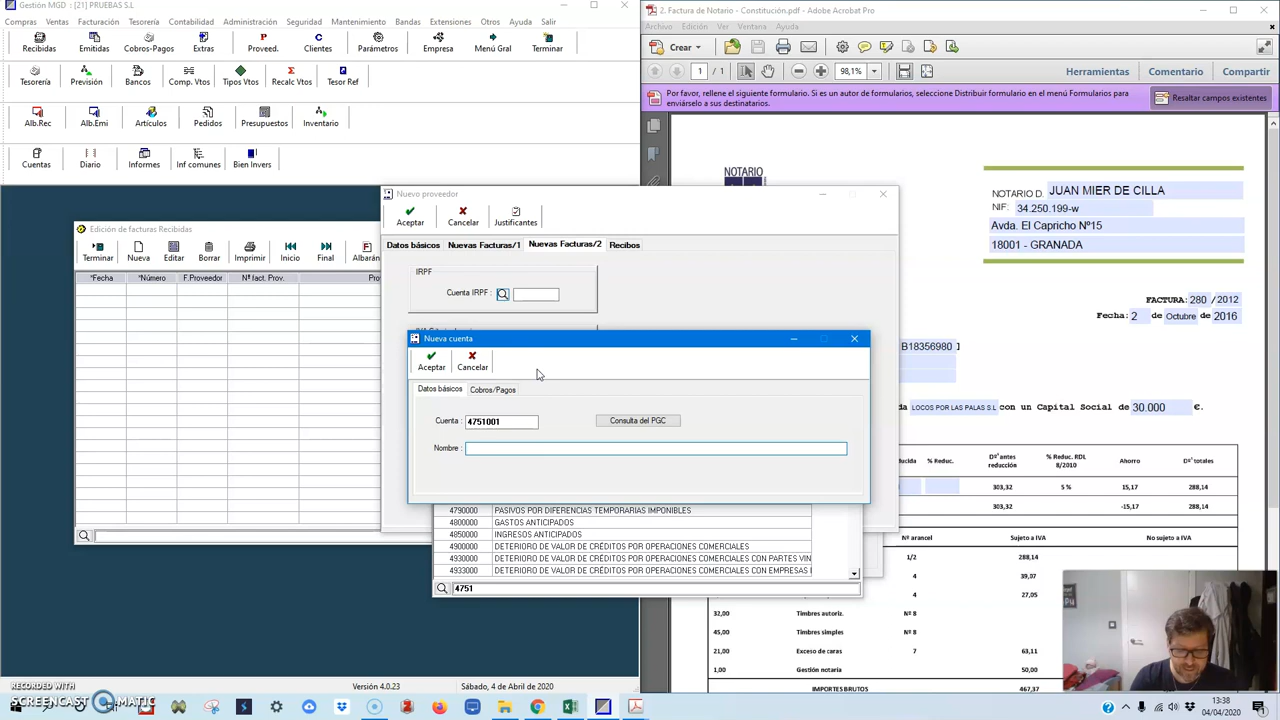 Gestión MGD : [21] PRUEBAS S.L
Compras Ventas Facturación Tesorería Contabilidad Administración Seguridad Mantenimiento Bandas Extensiones Otros Ayuda Salir
Recibidas Emitidas Cobros-Pagos Extras Proveed. Clientes Parámetros Empresa Menú Gral Terminar
Tesorería Previsión Bancos Comp. Vtos Tipos Vtos Recalc Vtos Tesor Ref
Alb.Rec Alb.Emi Artículos Pedidos Presupuestos Inventario
Cuentas Diario Informes Inf comunes Bien Invers
Edición de facturas Recibidas
Terminar Nueva Editar Borrar Imprimir Inicio Final Albarán
*Fecha *Número F.Proveedor Nº fact. Prov.
Nuevo proveedor
Aceptar Cancelar Justificantes
Datos básicos Nuevas Facturas/1 Nuevas Facturas/2 Recibos
IRPF
Cuenta IRPF :
Nueva cuenta
Aceptar Cancelar
Datos básicos Cobros/Pagos
Cuenta : 4751001 Consulta del PGC
Nombre :
4790000 PASIVOS POR DIFERENCIAS TEMPORARIAS IMPONIBLES
4800000 GASTOS ANTICIPADOS
4850000 INGRESOS ANTICIPADOS
4900000 DETERIORO DE VALOR DE CRÉDITOS POR OPERACIONES COMERCIALES
4930000 DETERIORO DE VALOR DE CRÉDITOS POR OPERACIONES COMERCIALES CON PARTES VIN
4933000 DETERIORO DE VALOR DE CRÉDITOS POR OPERACIONES COMERCIALES CON EMPRESAS
4751
Versión 4.0.23 Sábado, 4 de Abril de 2020
RECORDED WITH
SCREENCAST MATIC
2. Factura de Notario - Constitución.pdf - Adobe Acrobat Pro
Archivo Edición Ver Ventana Ayuda
Crear
1 / 1 98,1% Herramientas Comentario Compartir
Por favor, rellene el siguiente formulario. Si es un autor de formularios, seleccione Distribuir formulario en el menú Formularios para
enviárselo a sus destinatarios.
Resaltar campos existentes
NOTARIO
NOTARIO D. JUAN MIER DE CILLA
NIF: 34.250.199-w
Avda. El Capricho Nº15
18001 - GRANADA
FACTURA: 280 /2012
Fecha: 2 de Octubre de 2016
B18356980
da LOCOS POR LAS PALAS S.L con un Capital Social de 30.000 €.
ucida % Reduc. Dº antes reducción % Reduc. RDL 8/2010 Ahorro Dº totales
303,32 5 % 15,17 288,14
303,32 -15,17 288,14
Nº arancel Sujeto a IVA No sujeto a IVA
1/2 288,14
4 39,07
4 27,05
32,00 Timbres autoriz. Nº 8
45,00 Timbres simples Nº 8
21,00 Exceso de caras 7 63,11
1,00 Gestión notaría 50,00
IMPORTES BRUTOS 467,37
13:38
04/04/2020